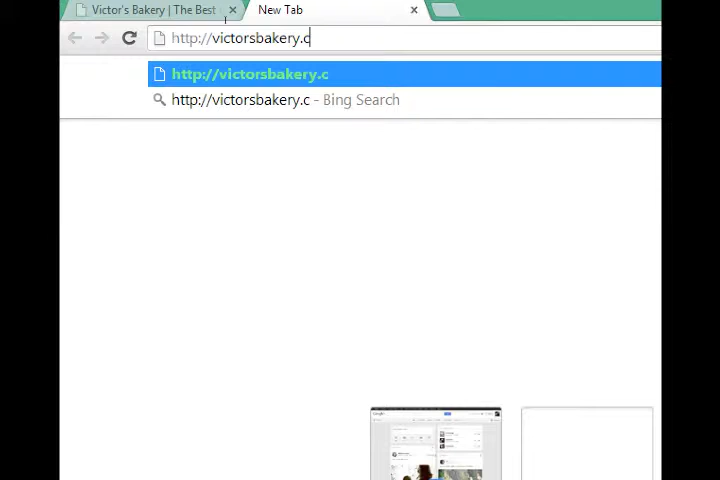 Victor's Bakery | The Best
New Tab
http://victorsbakery.c
http://victorsbakery.c
http://victorsbakery.c - Bing Search